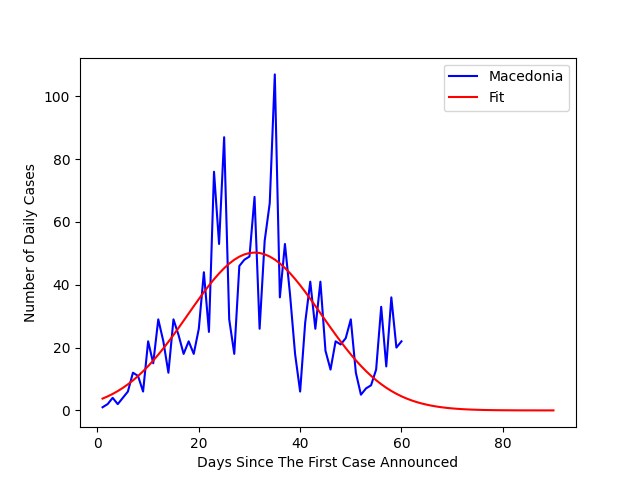 Macedonia
Fit
100
80
60
40
20
0
Number of Daily Cases
0 20 40 60 80
Days Since The First Case Announced